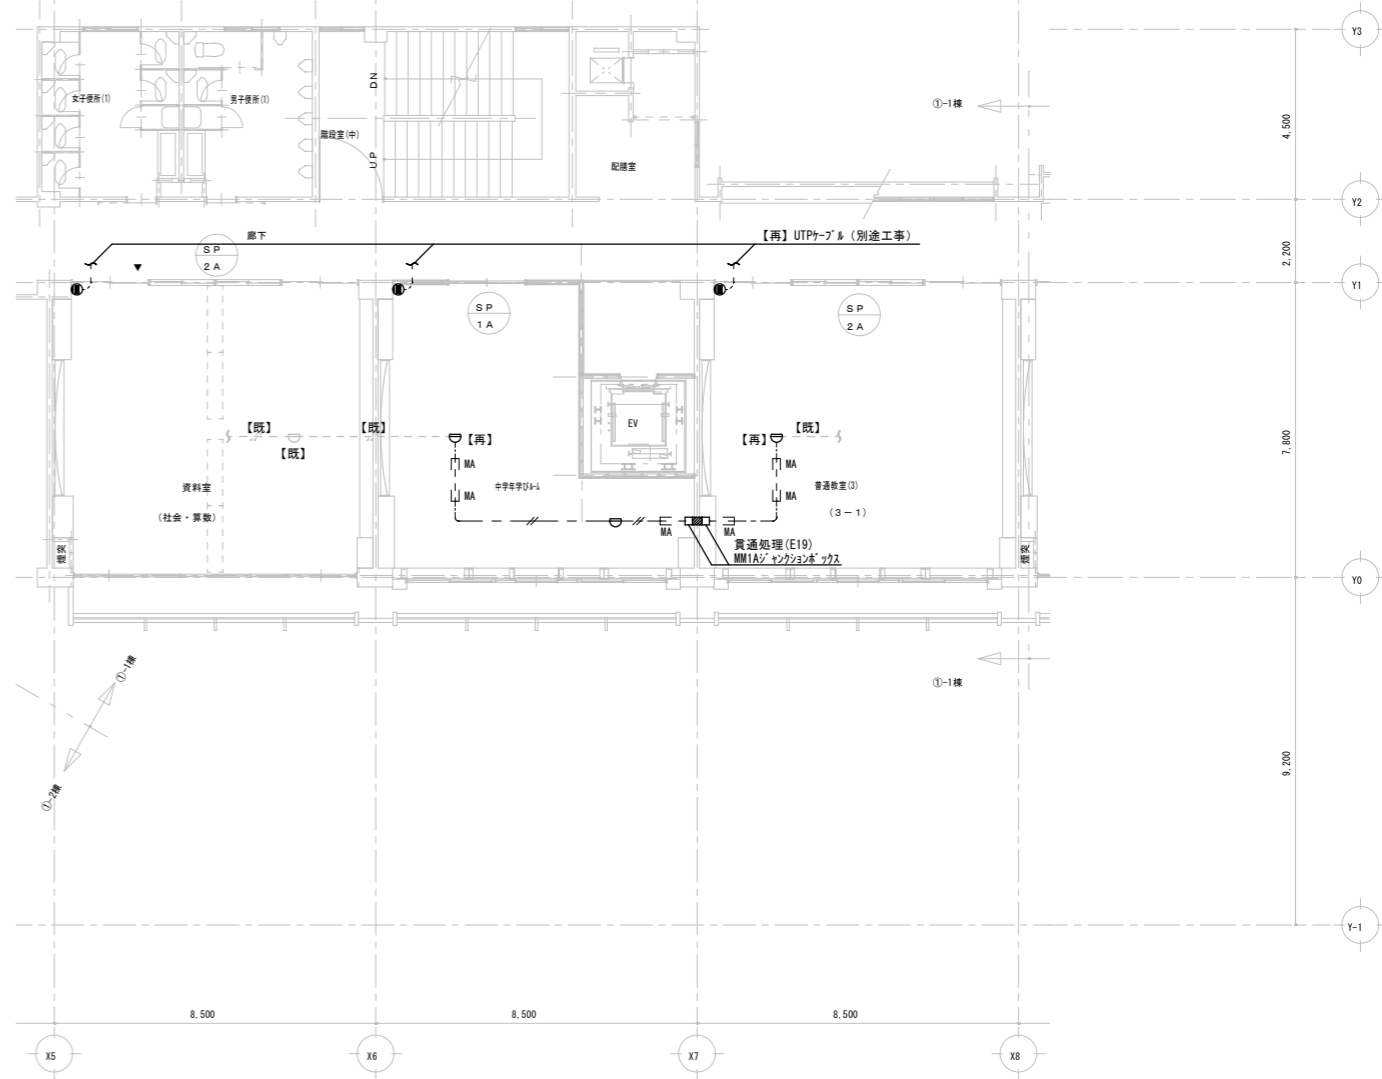 Y3
①-1棟
女子便所(1)
男子便所(1)
DN
階段室(中)
UP
配膳室
4,500
Y2
廊下
【再】UTPｹｰﾌﾞﾙ（別途工事）
SP
2A
2,200
Y1
SP
1A
SP
2A
【既】
【既】
【再】
EV
【再】
【既】
【既】
7,800
MA
MA
資料室
中学年学びﾙｰﾑ
普通教室(3)
MA
MA
（社会・算数）
（3－1）
MA
MA
煙突
貫通処理(E19)
MM1Aｼﾞｬﾝｸｼｮﾝﾎﾞｯｸｽ
煙突
Y0
①-1棟
①-1棟
9,200
①-2棟
Y-1
8,500
8,500
8,500
X5
X6
X7
X8